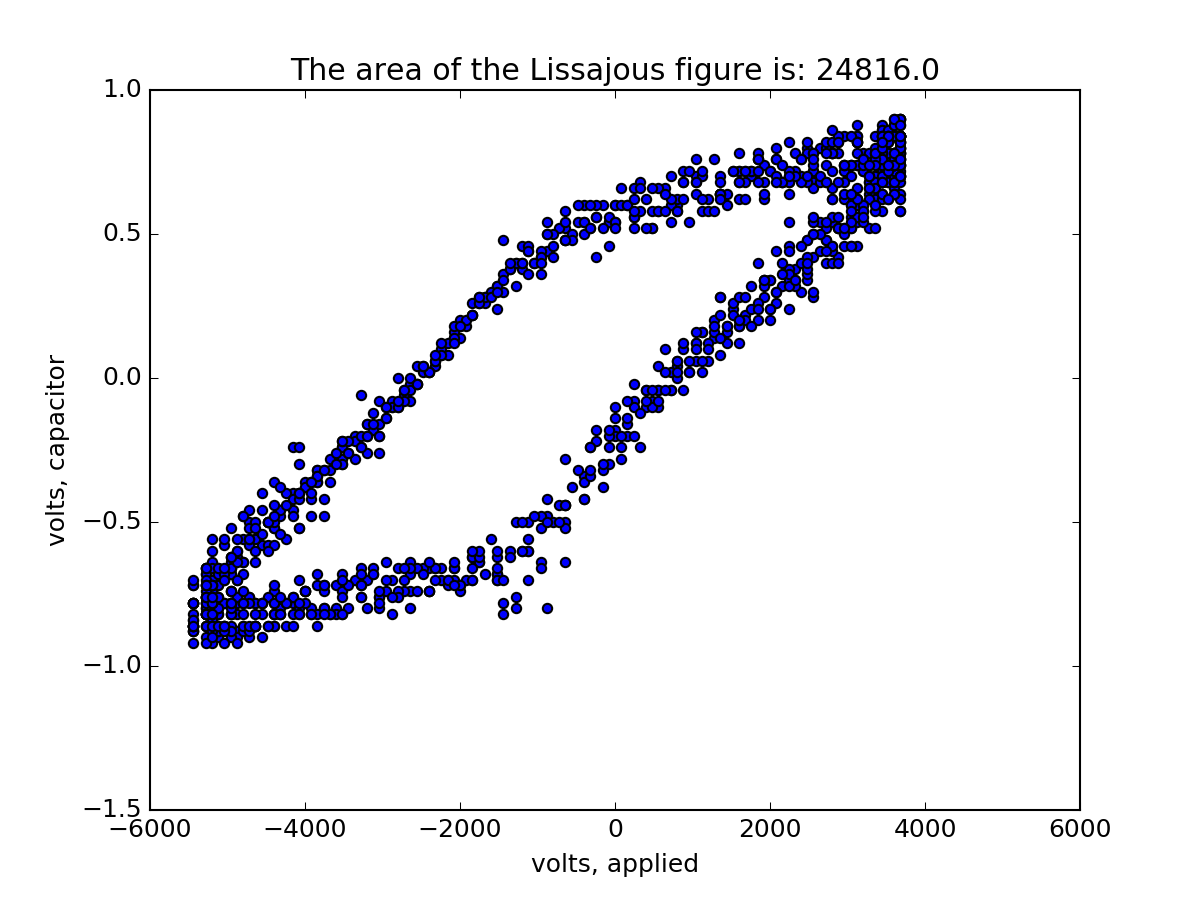 The area of the Lissajous figure is: 24816.0
1.0
0.5
0.0
−0.5
−1.0
−1.5
volts, capacitor
−6000 −4000 −2000 0 2000 4000 6000
volts, applied